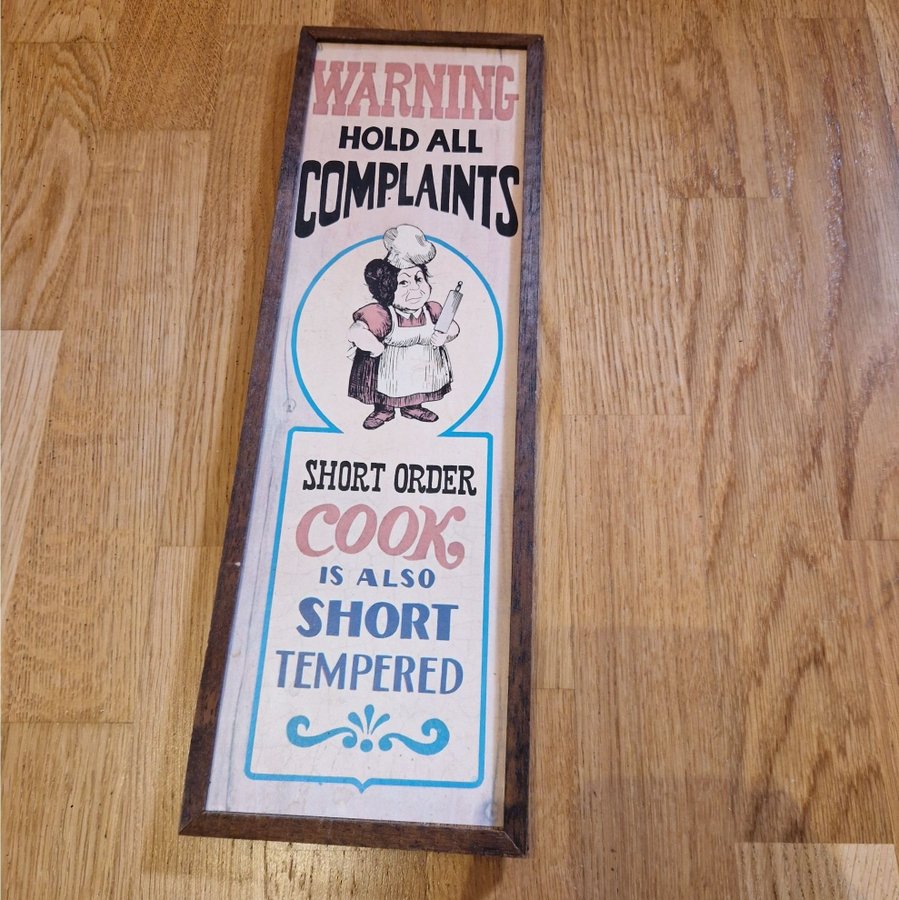 WARNING
HOLD ALL
COMPLAINTS
SHORT ORDER
COOK
IS ALSO
SHORT
TEMPERED